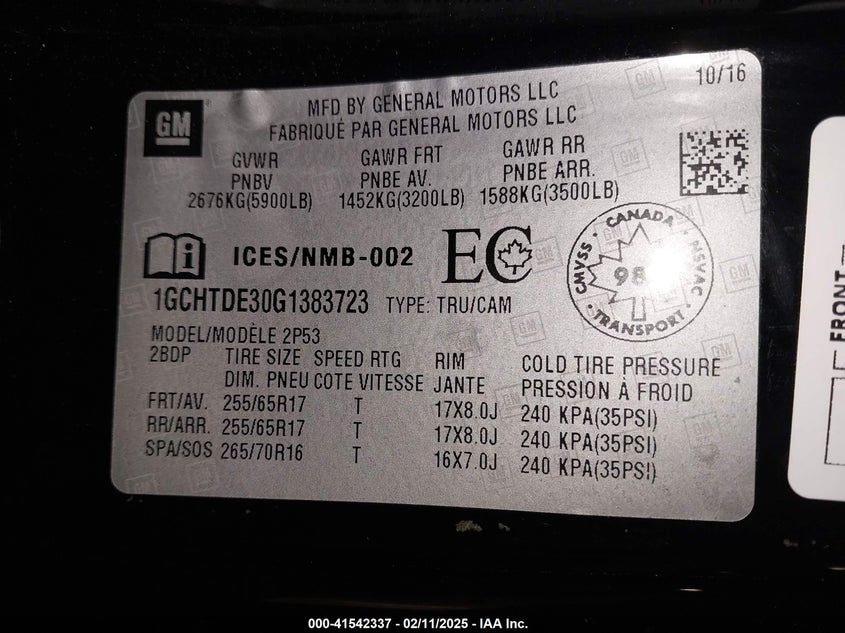 10/16
GM
MFD BY GENERAL MOTORS LLC
FABRIQUÉ PAR GENERAL MOTORS LLC
GVWR GAWR FRT GAWR RR
PNBV PNBE AV. PNBE ARR.
2676KG(5900LB) 1452KG(3200LB) 1588KG(3500LB)
i ICES/NMB-002 EC
CANADA
CMVSS 98 NSVAC
TRANSPORT
1GCHTDE30G1383723 TYPE: TRU/CAM
MODEL/MODÈLE 2P53
2BDP TIRE SIZE SPEED RTG RIM COLD TIRE PRESSURE
DIM. PNEU COTE VITESSE JANTE PRESSION À FROID
FRT/AV. 255/65R17 T 17X8.0J 240 KPA(35PSI)
RR/ARR. 255/65R17 T 17X8.0J 240 KPA(35PSI)
SPA/SOS 265/70R16 T 16X7.0J 240 KPA(35PSI)
FRONT
000-41542337 - 02/11/2025 - IAA Inc.